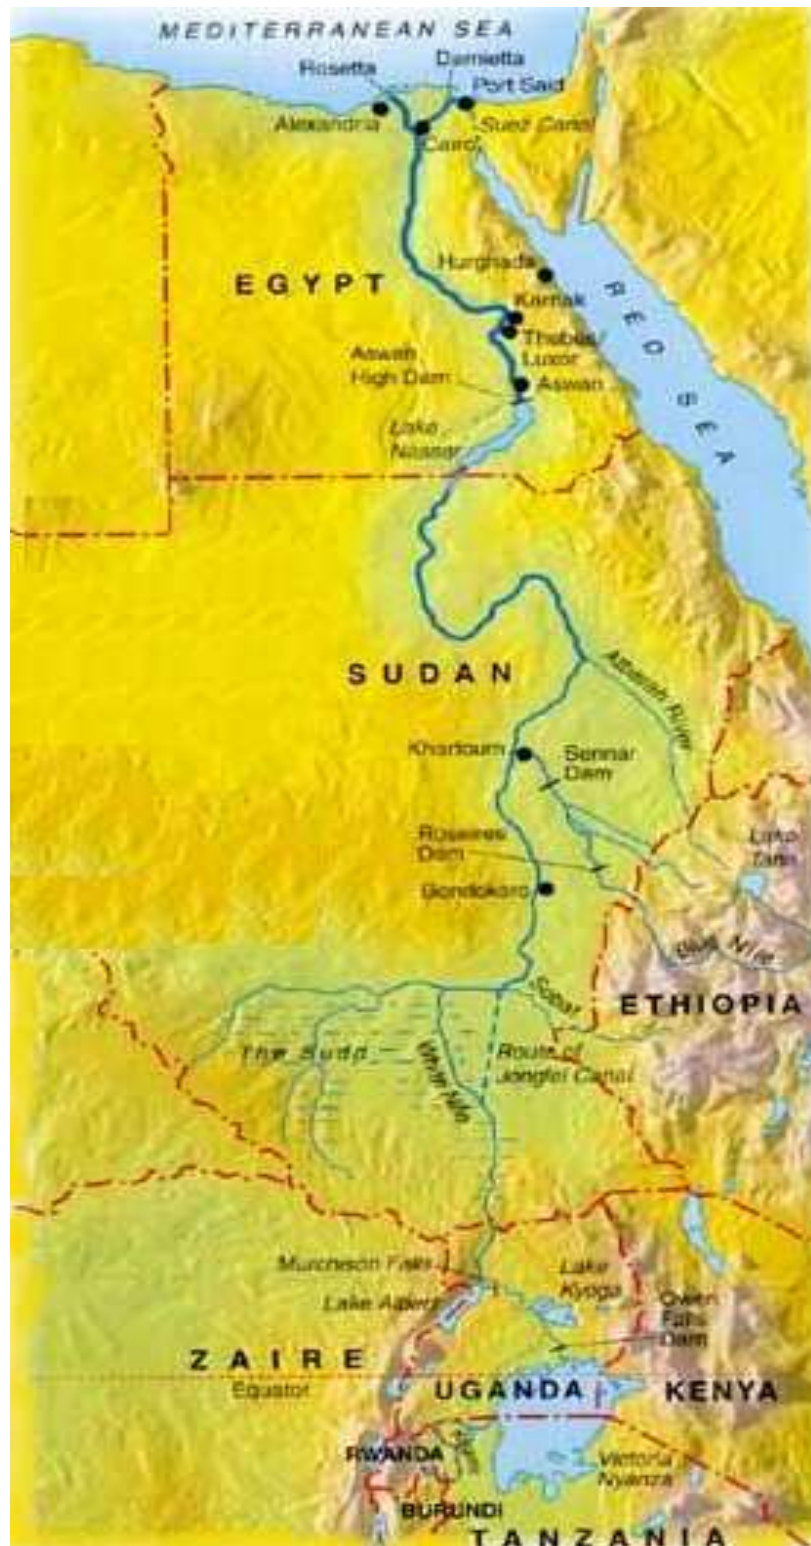 MEDITERRANEAN SEA
Rosetta
Damietta
Port Said
Alexandria
Suez Canal
Cairo
Hurghada
EGYPT
RED SEA
Karnak
Thebes/
Luxor
Aswan
High Dam
Aswan
Lake
Nasser
SUDAN
Atbarah River
Khartoum
Sennar
Dam
Roseires
Dam
Lake
Tana
Gondokoro
Blue Nile
Sobat
ETHIOPIA
The Sudd
White Nile
Route of
Jonglei Canal
Murchison Falls
Lake
Kyoga
Lake Albert
Owen
Falls
Dam
ZAIRE
Equator
UGANDA
KENYA
RWANDA
Victoria
Nyanza
BURUNDI
TANZANIA